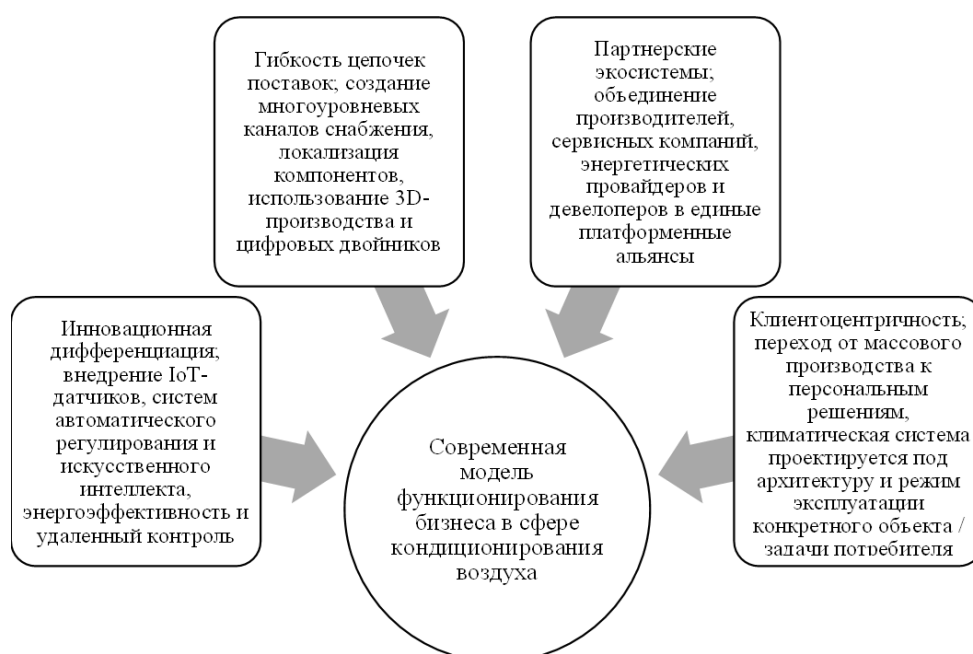 Гибкость цепочек
поставок; создание
многоуровневых
каналов снабжения,
локализация
компонентов,
использование 3D-
производства и
цифровых двойников
Партнерские
экосистемы;
объединение
производителей,
сервисных компаний,
энергетических
провайдеров и
девелоперов в единые
платформенные
альянсы
Инновационная
дифференциация;
внедрение IoT-
датчиков, систем
автоматического
регулирования и
искусственного
интеллекта,
энергоэффективность и
удаленный контроль
Клиентоцентричность;
переход от массового
производства к
персональным
решениям,
климатическая система
проектируется под
архитектуру и режим
эксплуатации
конкретного объекта /
задачи потребителя
Современная
модель
функционирования
бизнеса в сфере
кондиционирования
воздуха